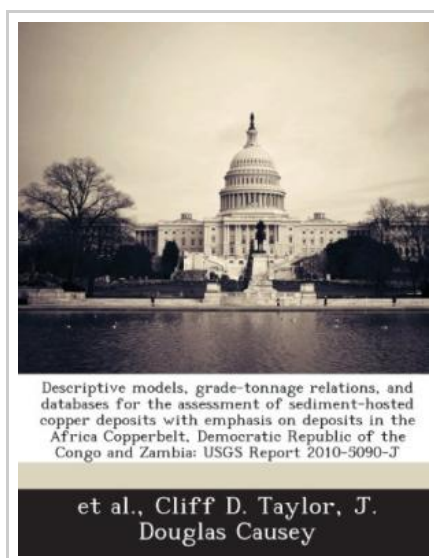 Descriptive models, grade-tonnage relations, and
databases for the assessment of sediment-hosted
copper deposits with emphasis on deposits in the
Africa Copperbelt, Democratic Republic of the
Congo and Zambia: USGS Report 2010-5090-J
et al., Cliff D. Taylor, J.
Douglas Causey